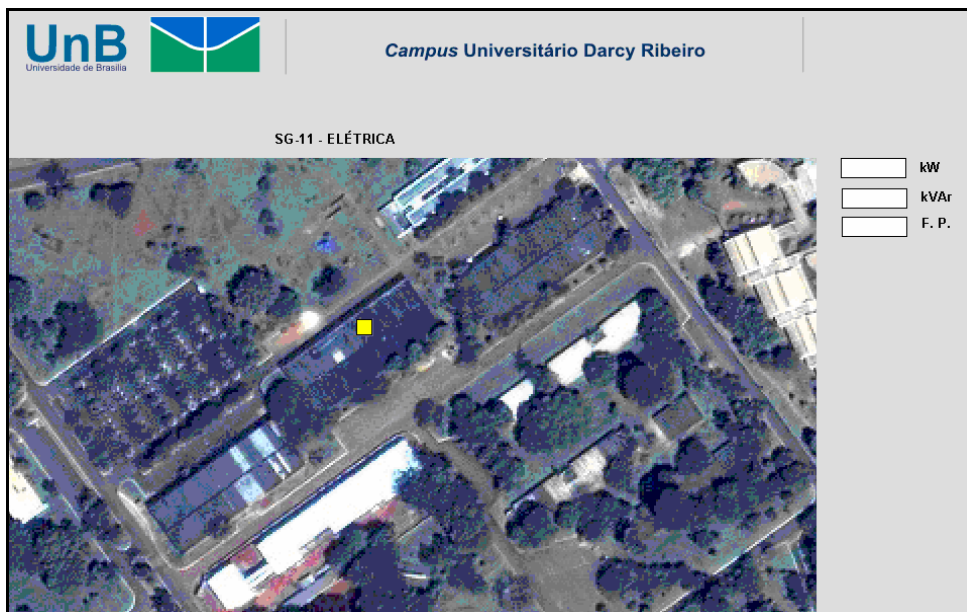 UnB
Universidade de Brasília
Campus Universitário Darcy Ribeiro
SG-11 - ELÉTRICA
kW
kVAr
F. P.